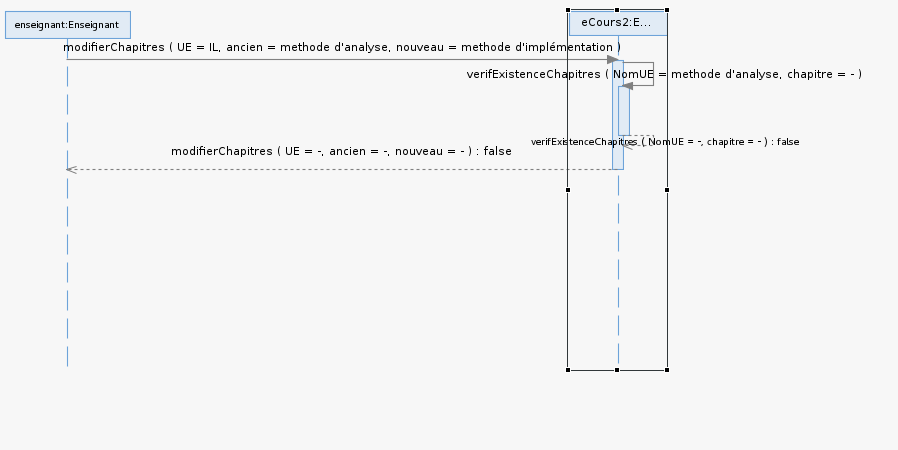 enseignant:Enseignant
eCours2:E...
modifierChapitres ( UE = IL, ancien = methode d'analyse, nouveau = methode d'implémentation )
verifExistenceChapitres ( NomUE = methode d'analyse, chapitre = - )
verifExistenceChapitres ( NomUE = -, chapitre = - ) : false
modifierChapitres ( UE = -, ancien = -, nouveau = - ) : false